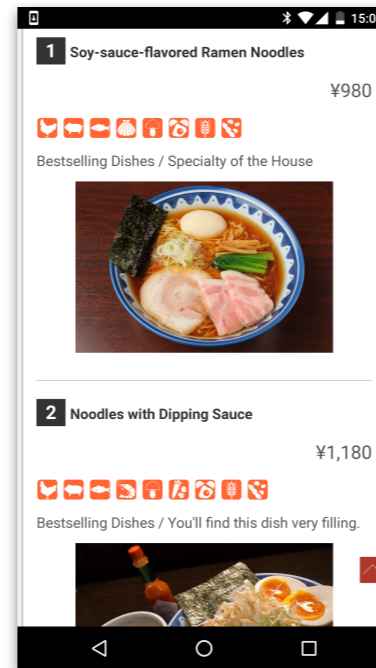 15:0
1 Soy-sauce-flavored Ramen Noodles
¥980
Bestselling Dishes / Specialty of the House
2 Noodles with Dipping Sauce
¥1,180
Bestselling Dishes / You'll find this dish very filling.